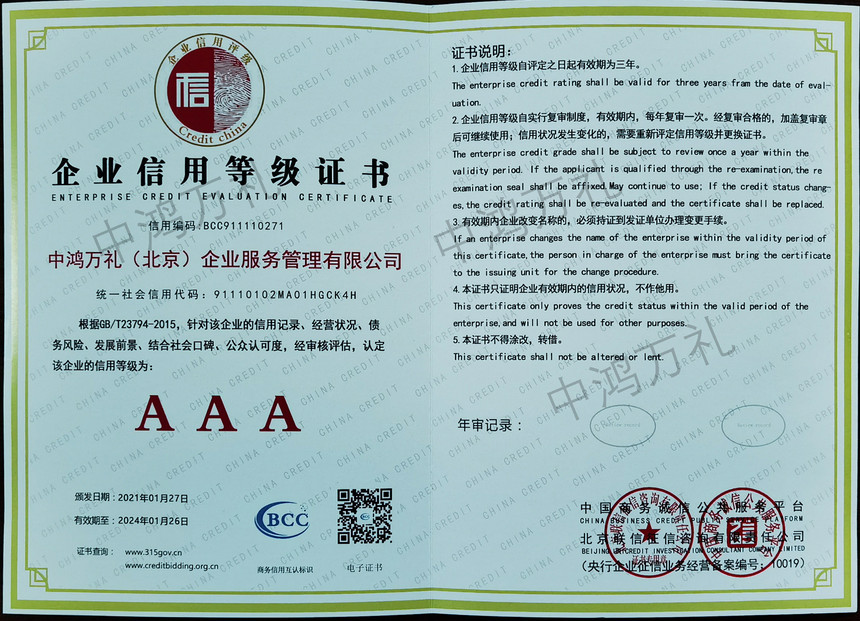 企业信用评级
信
Credit china
企业信用等级证书
ENTERPRISE CREDIT EVALUATION CERTIFICATE
信用编码:BCC911110271
中鸿万礼（北京）企业服务管理有限公司
统一社会信用代码：91110102MA01HGCK4H
根据GB/T23794-2015，针对该企业的信用记录、经营状况、债
务风险、发展前景、结合社会口碑、公众认可度，经审核评估，认定
该企业的信用等级为：
AAA
颁发日期：2021年01月27日
有效期至：2024年01月26日
证书查询： www.315gov.cn
www.creditbidding.org.cn
BCC
商务信用互认标识
电子证书
证书说明：
1. 企业信用等级自评定之日起有效期为三年。
The enterprise credit rating shall be valid for three years fram the date of eval-
uation.
2. 企业信用等级自实行复审制度，有效期内，每年复审一次。经复审合格的，加盖复审章
后可继续使用；信用状况发生变化的，需要重新评定信用等级并更换证书。
The enterprise credit grade shall be subject to review once a year within the
validity period. If the applicant is qualified through the re-examination, the re
examination seal shall be affixed. May continue to use; If the credit status chang-
es, the credit rating shall be re-evaluated and the certificate shall be replaced.
3. 有效期内企业改变名称的，必须持证到发证单位办理变更手续。
If an enterprise changes the name of the enterprise within the validity period of
this certificate, the person in charge of the enterprise must bring the certificate
to the issuing unit for the change procedure.
4. 本证书只证明企业有效期内的信用状况，不作他用。
This certificate only proves the credit status within the valid period of the
enterprise, and will not be used for other purposes.
5. 本证书不得涂改，转借。
This certificate shall not be altered or lent.
年审记录：
中国商务诚信公共服务平台
CHINA BUSINESS CREDIT PUBLIC SERVICE PLATFORM
北京联信征信咨询有限责任公司
BEIJING UNICREDIT INVESTIGATION CONSULTANT COMPANY LIMITED
（央行企业征信业务经营备案编号：10019）
证书专用章
信
中鸿万礼
中鸿万礼
中鸿万礼
CHINA CREDIT